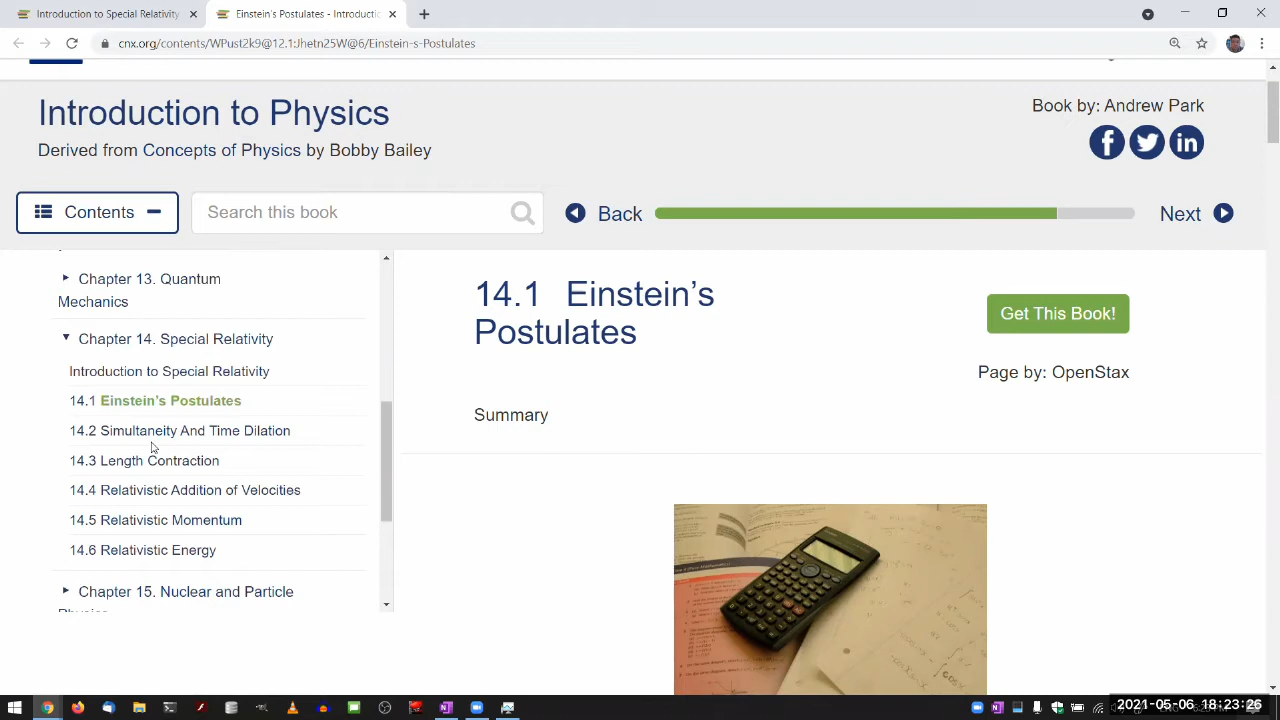 Introduction to Special Relativity
Einstein's Postulates - Introductio
cnx.org/contents/WPust2k9@12.1:Jhetn25W@6/Einstein-s-Postulates
Introduction to Physics
Book by: Andrew Park
Derived from Concepts of Physics by Bobby Bailey
Contents
Search this book
Back
Next
Chapter 13. Quantum
Mechanics
Chapter 14. Special Relativity
Introduction to Special Relativity
14.1 Einstein's Postulates
14.2 Simultaneity And Time Dilation
14.3 Length Contraction
14.4 Relativistic Addition of Velocities
14.5 Relativistic Momentum
14.6 Relativistic Energy
Chapter 15. Nuclear and Particle
Physics
14.1 Einstein's
Postulates
Get This Book!
Page by: OpenStax
Summary
2021-05-06 18:23:26